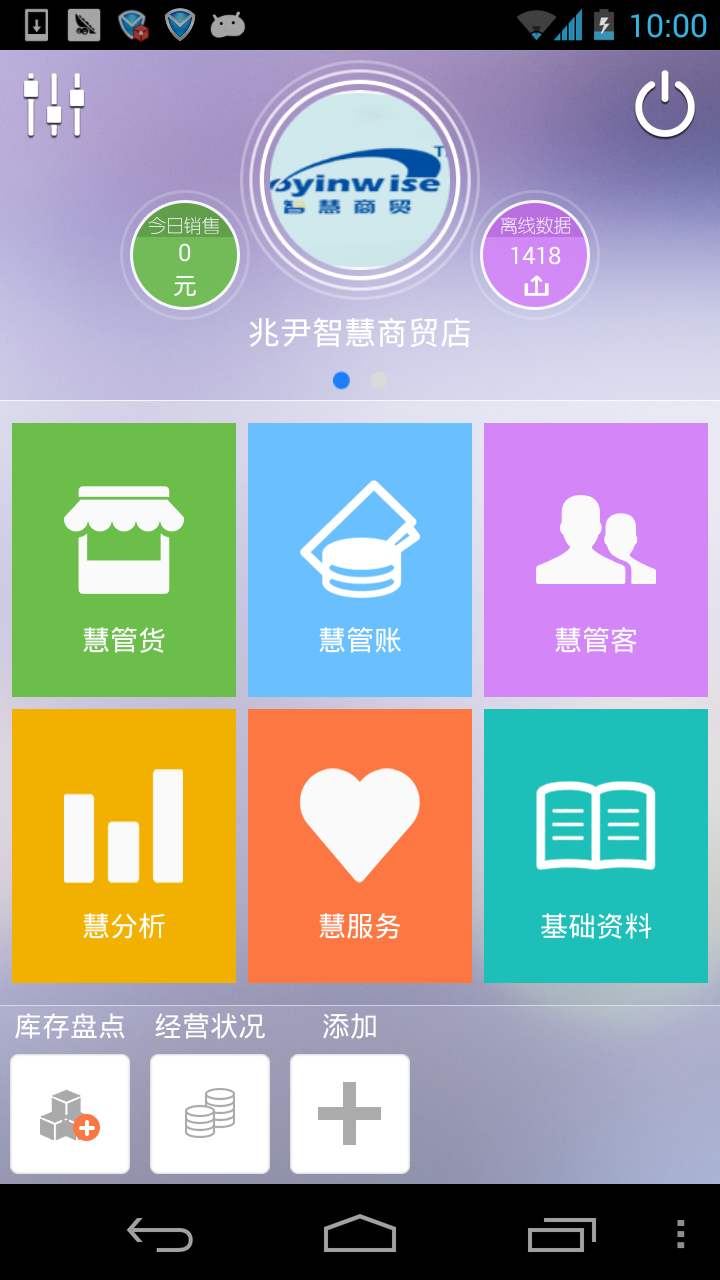 10:00
yinwise
智慧商贸
今日销售
0
元
离线数据
1418
兆尹智慧商贸店
慧管货
慧管账
慧管客
慧分析
慧服务
基础资料
库存盘点
经营状况
添加